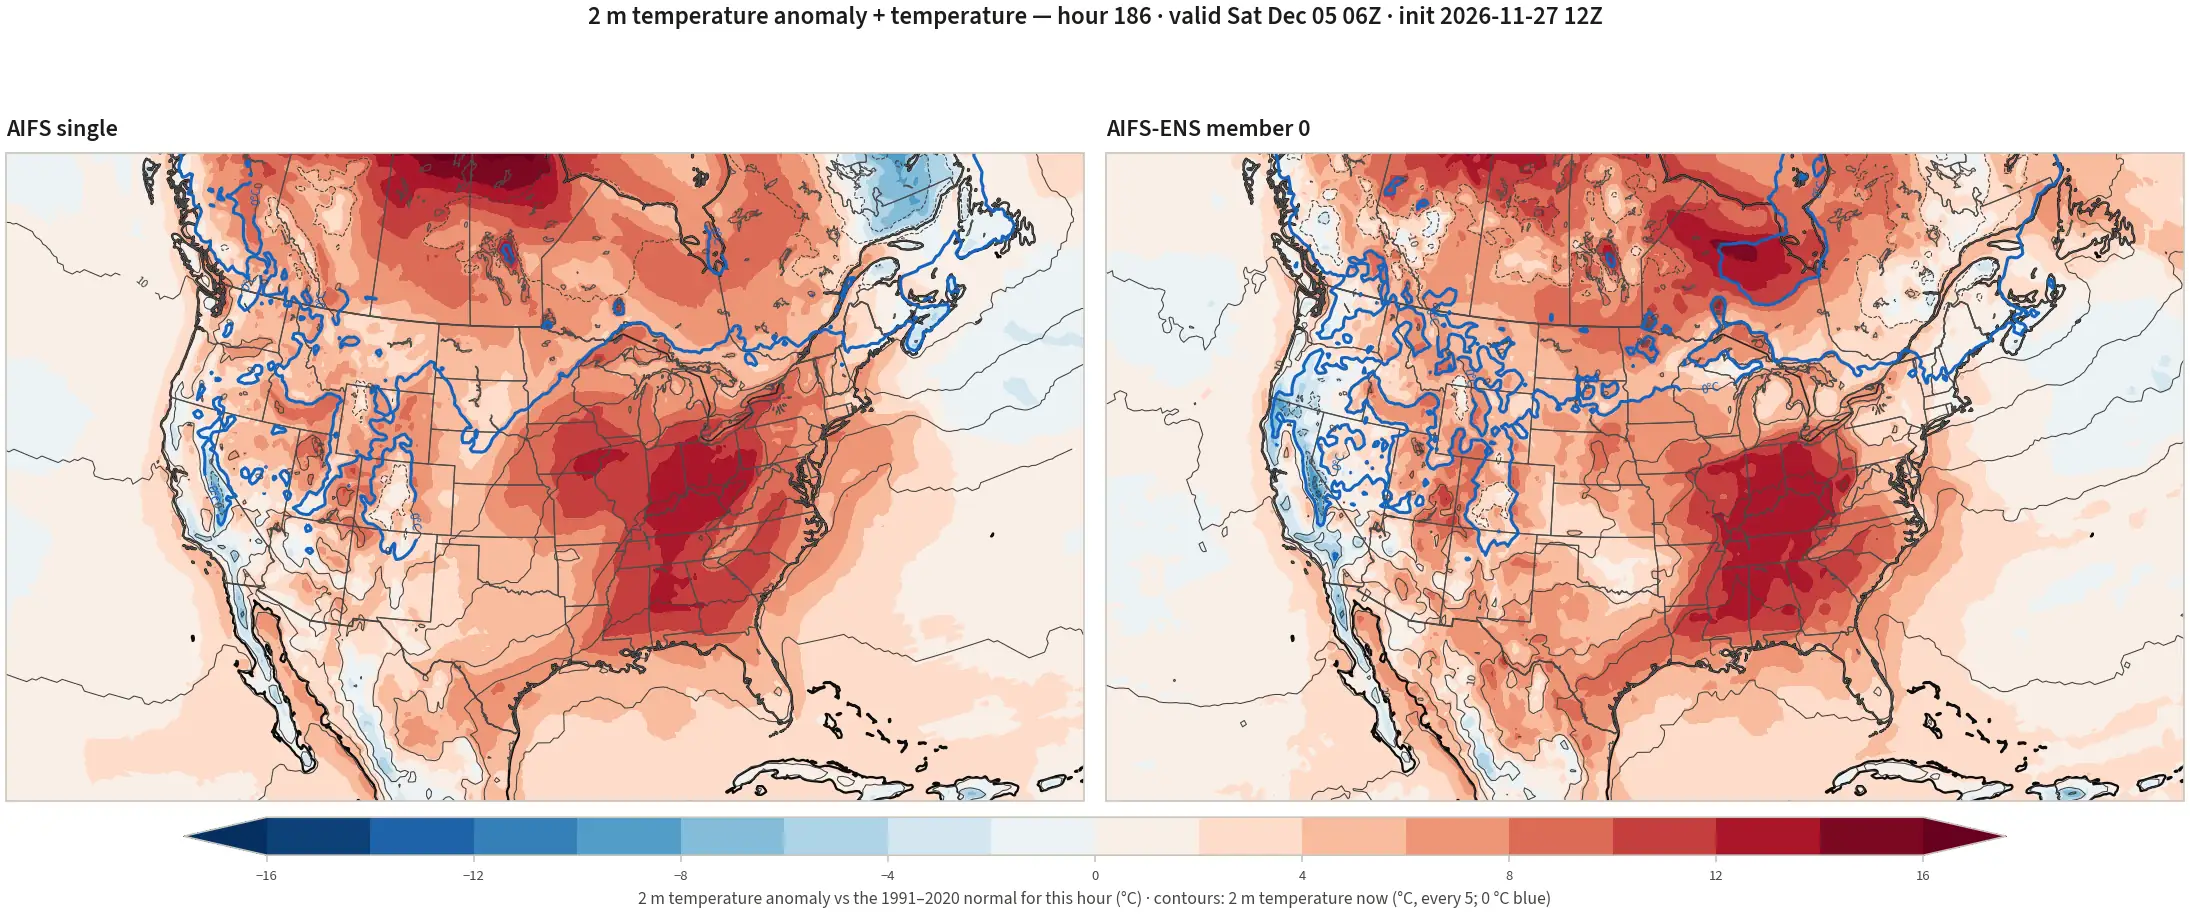 2 m temperature anomaly + temperature — hour 186 · valid Sat Dec 05 06Z · init 2026-11-27 12Z
AIFS single
AIFS-ENS member 0
10
0°C
−16
−12
−8
−4
0
4
8
12
16
2 m temperature anomaly vs the 1991–2020 normal for this hour (°C) · contours: 2 m temperature now (°C, every 5; 0 °C blue)